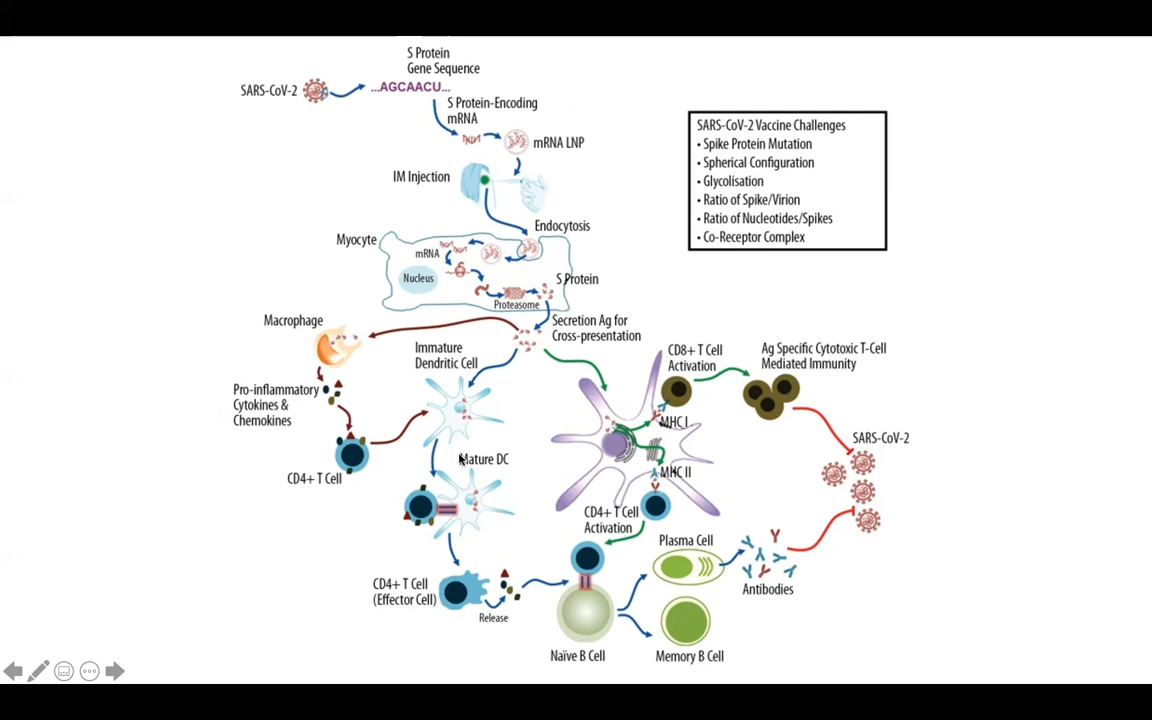 S Protein
Gene Sequence
SARS-CoV-2
...AGCAACU...
S Protein-Encoding
mRNA
mRNA LNP
IM Injection
Endocytosis
Myocyte
mRNA
Nucleus
S Protein
Proteasome
Secretion Ag for
Cross-presentation
Macrophage
Immature
Dendritic Cell
Pro-inflammatory
Cytokines &
Chemokines
CD4+ T Cell
Mature DC
CD4+ T Cell
(Effector Cell)
Release
CD8+ T Cell
Activation
Ag Specific Cytotoxic T-Cell
Mediated Immunity
MHC I
MHC II
SARS-CoV-2
CD4+ T Cell
Activation
Plasma Cell
Antibodies
Naïve B Cell
Memory B Cell
SARS-CoV-2 Vaccine Challenges
• Spike Protein Mutation
• Spherical Configuration
• Glycolisation
• Ratio of Spike/Virion
• Ratio of Nucleotides/Spikes
• Co-Receptor Complex